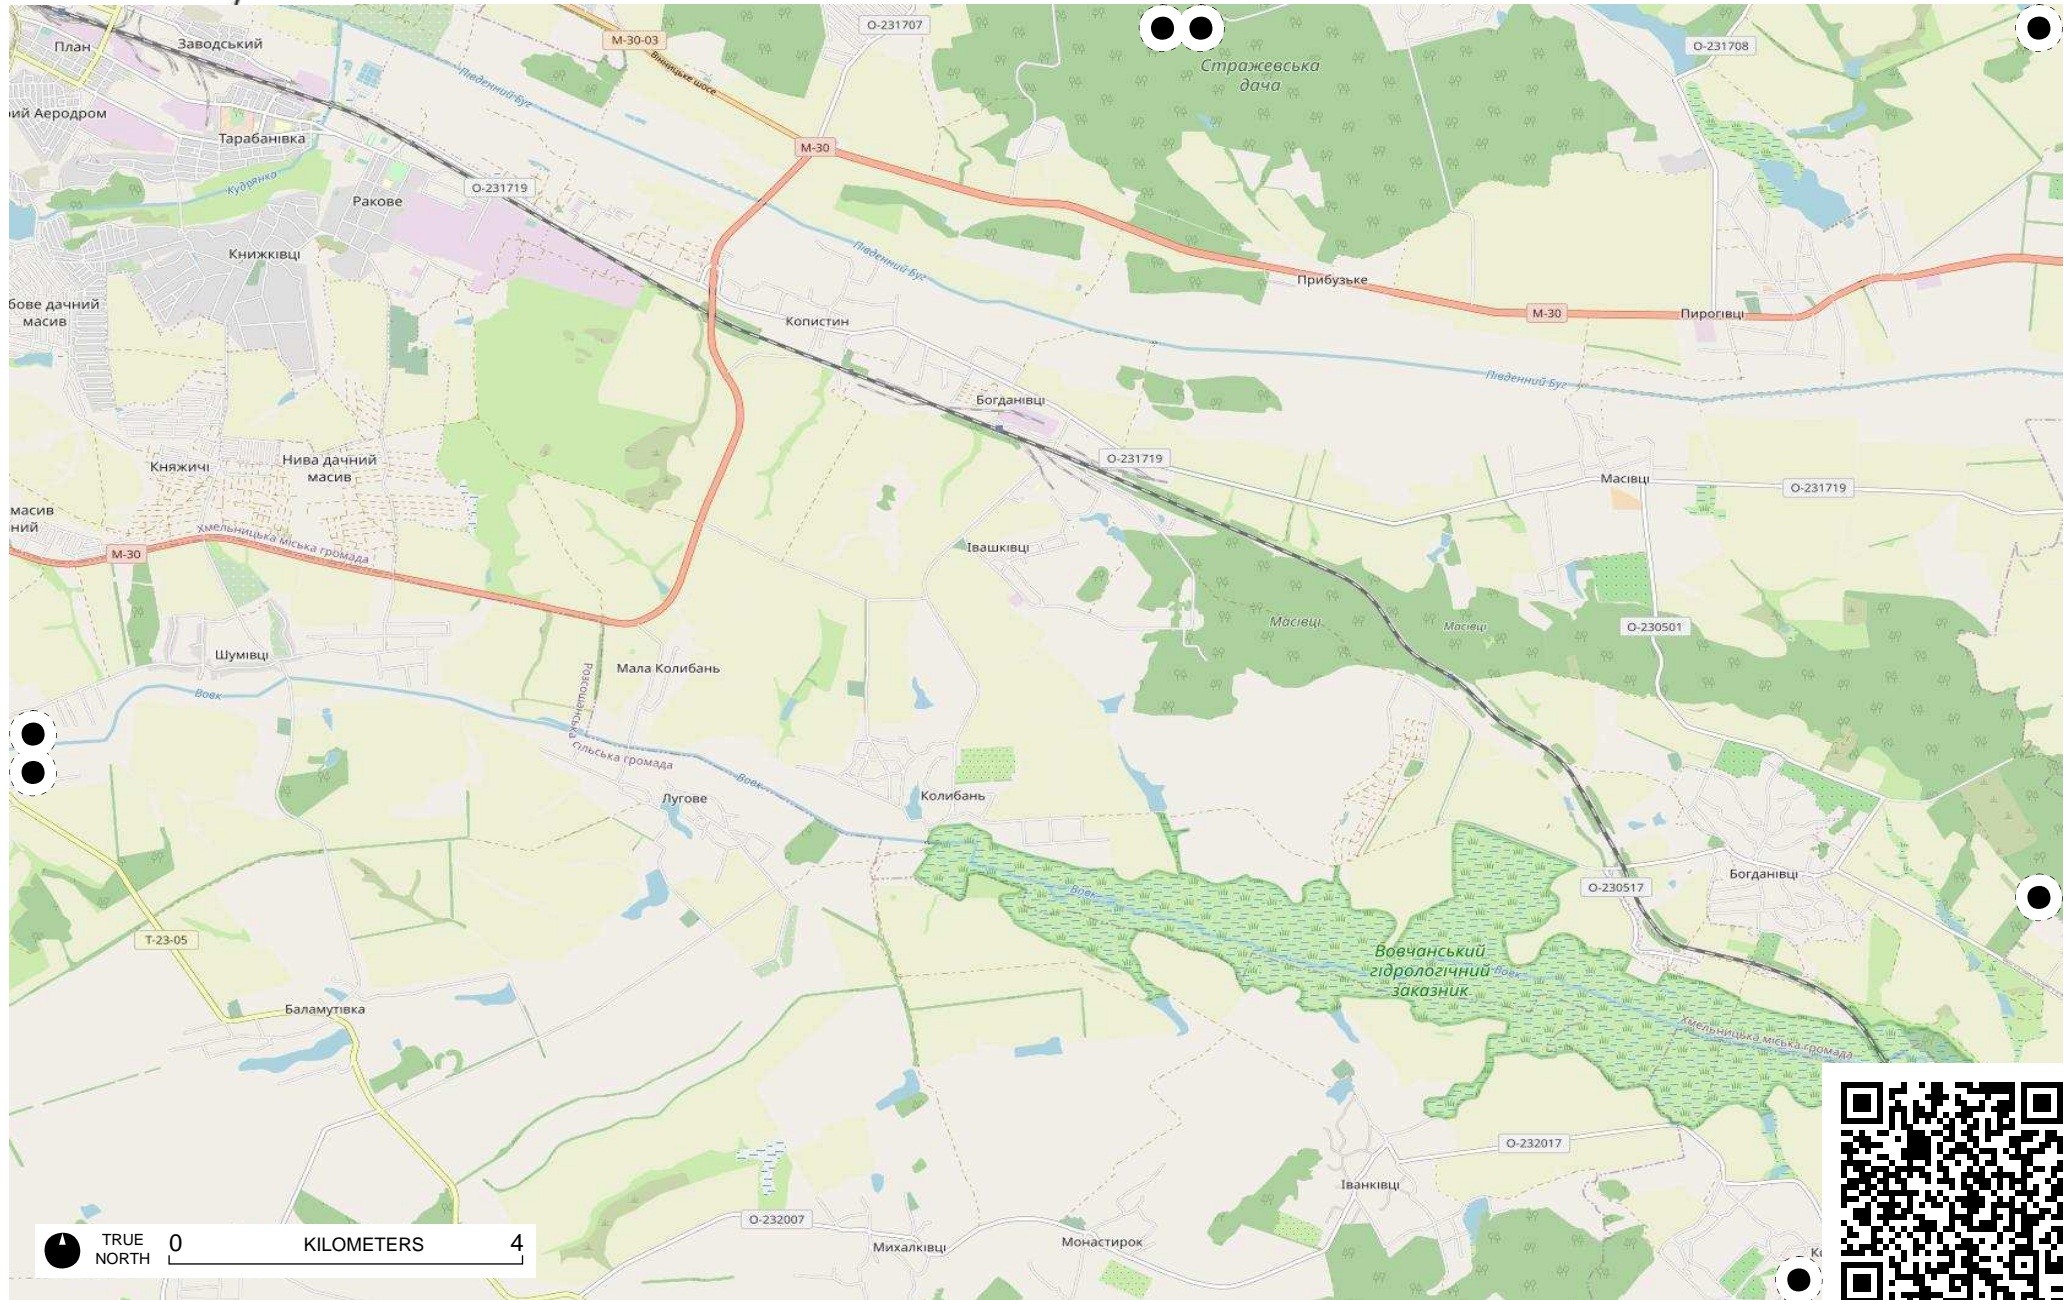 План
Заводський
М-30-03
О-231707
Вінницьке шосе
Стражевська
дача
О-231708
Південний Буг
ий Аеродром
Тарабанівка
М-30
Кудрянка
О-231719
Ракове
Книжківці
Південний Буг
Прибузьке
бове дачний
масив
Копистин
М-30
Пирогівці
Південний Буг
Богданівці
О-231719
Княжичі
Нива дачний
масив
Масівці
О-231719
масив
ний
Хмельницька міська громада
М-30
Івашківці
Масівці
Масівці
О-230501
Шумівці
Мала Колибань
Розсошанська сільська громада
Вовк
Вовк
Лугове
Колибань
О-230517
Богданівці
Вовк
Т-23-05
Вовчанський
гідрологічний
заказник
Вовк
Баламутівка
Хмельницька міська громада
О-232017
Іванківці
О-232007
Михалківці
Монастирок
TRUE
NORTH
0 KILOMETERS 4